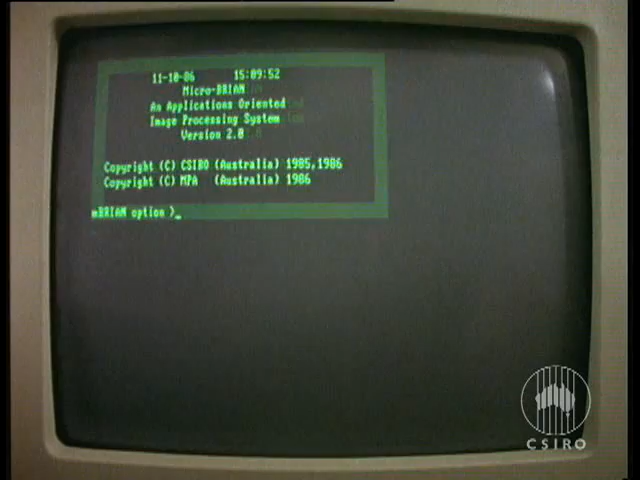 11-10-86 15:09:52
Micro-BRIAN
An Applications Oriented
Image Processing System
Version 2.0
Copyright (C) CSIRO (Australia) 1985,1986
Copyright (C) MPA (Australia) 1986
mBRIAN option >_
CSIRO